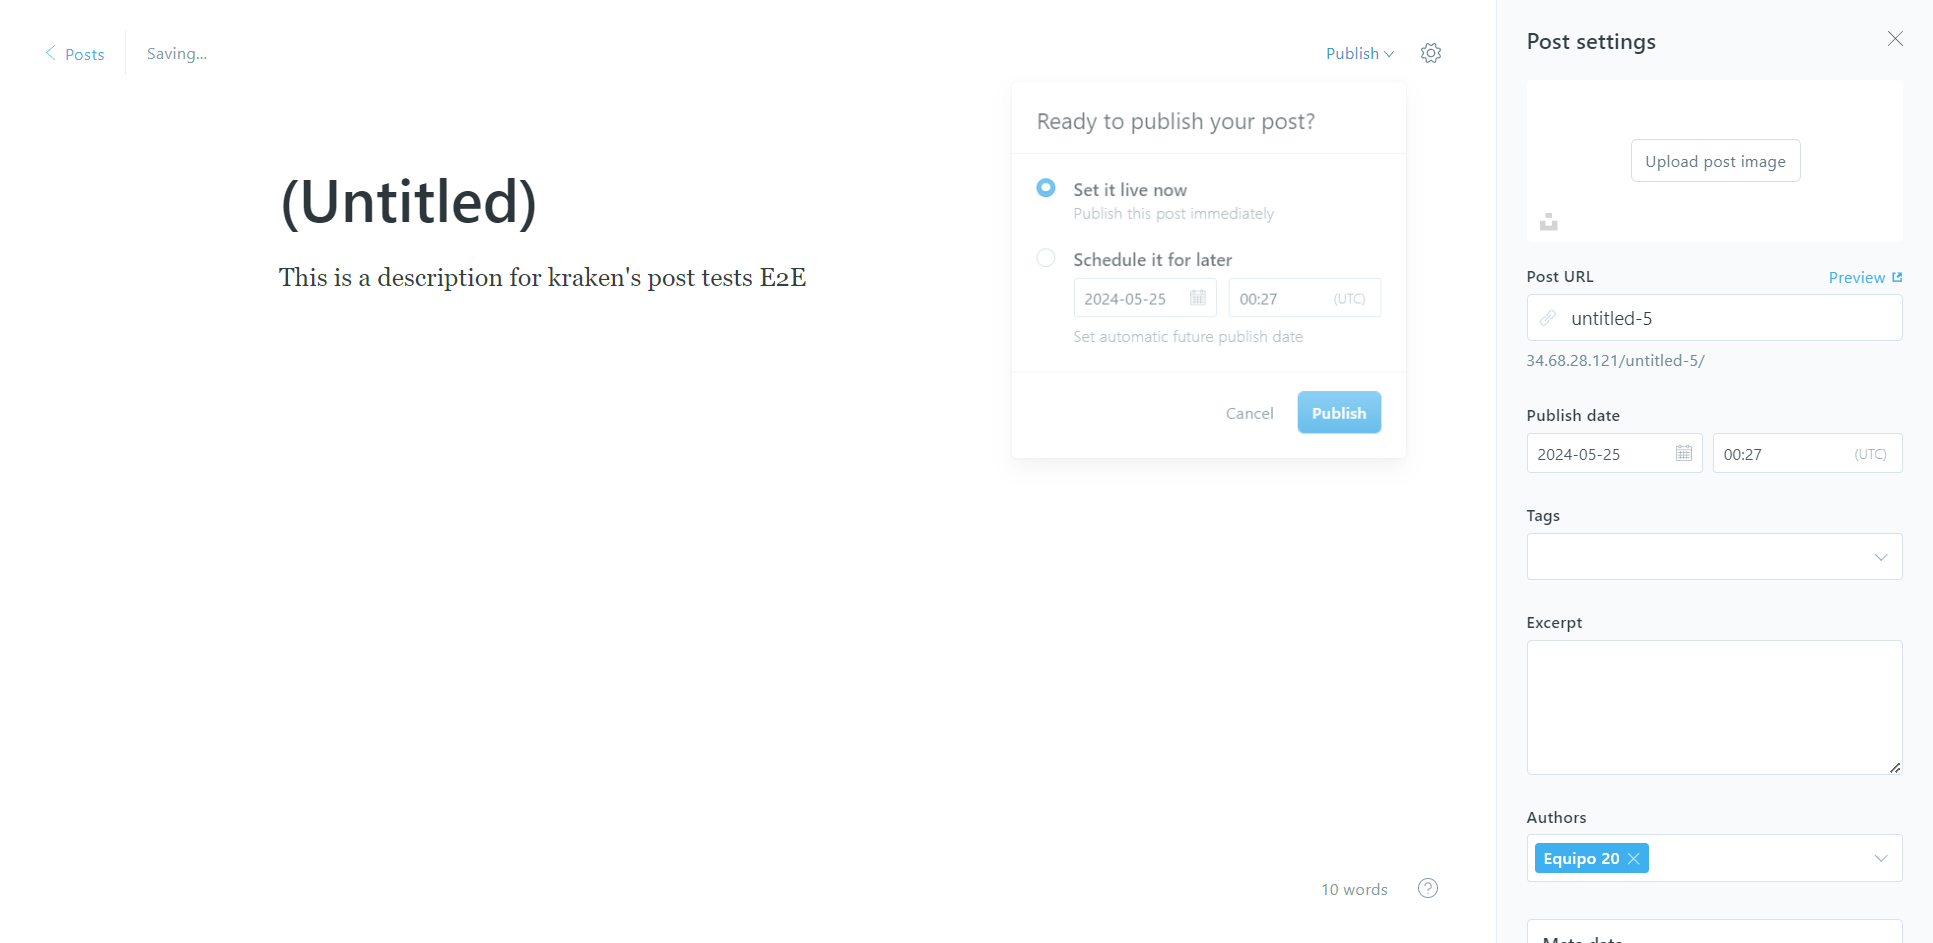 Posts
Saving...
Publish
Ready to publish your post?
Set it live now
Publish this post immediately
Schedule it for later
2024-05-25
00:27 (UTC)
Set automatic future publish date
Cancel
Publish
(Untitled)
This is a description for kraken's post tests E2E
10 words
?
Post settings
Upload post image
Post URL
Preview
untitled-5
34.68.28.121/untitled-5/
Publish date
2024-05-25
00:27 (UTC)
Tags
Excerpt
Authors
Equipo 20
Meta data